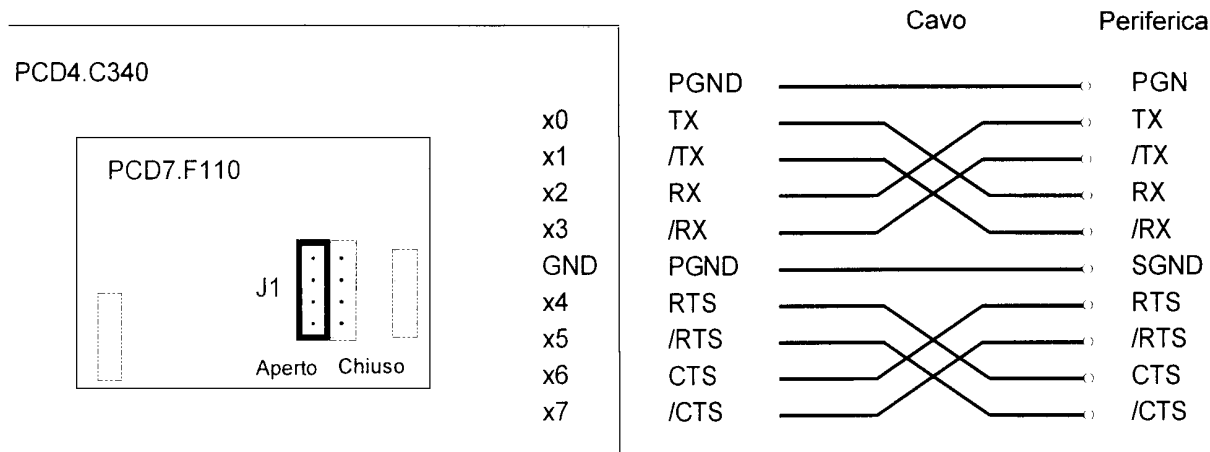 Cavo Periferica
PCD4.C340
PGND PGN
x0 TX TX
x1 /TX /TX
PCD7.F110
x2 RX RX
x3 /RX /RX
GND PGND SGND
J1
x4 RTS RTS
x5 /RTS /RTS
Aperto Chiuso
x6 CTS CTS
x7 /CTS /CTS